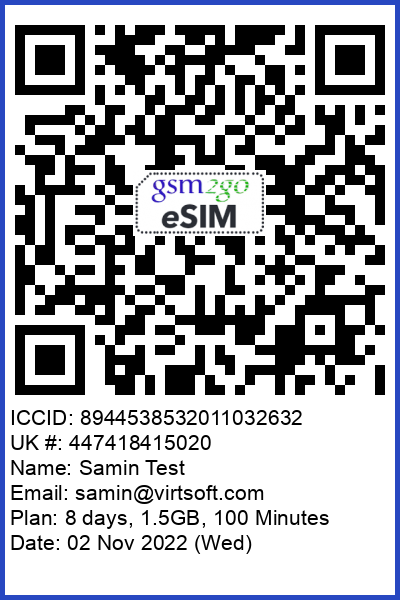 gsm2go
eSIM
ICCID: 8944538532011032632
UK #: 447418415020
Name: Samin Test
Email: samin@virtsoft.com
Plan: 8 days, 1.5GB, 100 Minutes
Date: 02 Nov 2022 (Wed)